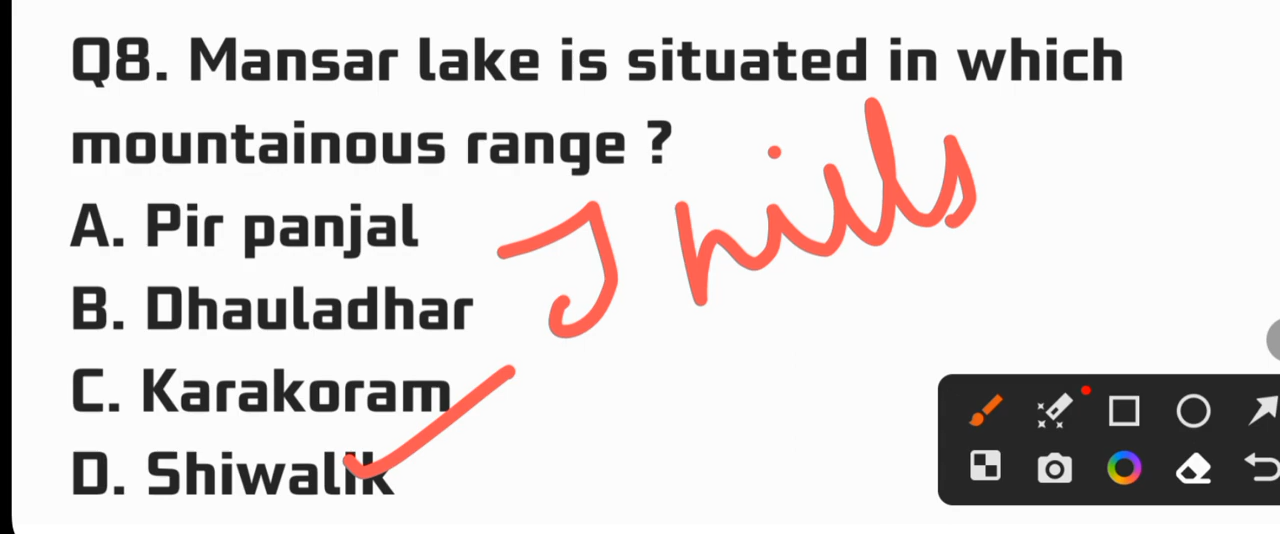 Q8. Mansar lake is situated in which
mountainous range ?
A. Pir panjal
J hills
B. Dhauladhar
C. Karakoram
D. Shiwalik